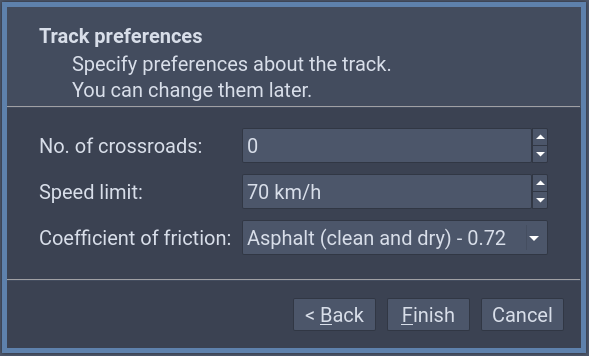 Track preferences
Specify preferences about the track.
You can change them later.
No. of crossroads: 0
Speed limit: 70 km/h
Coefficient of friction: Asphalt (clean and dry) - 0.72
< Back Finish Cancel